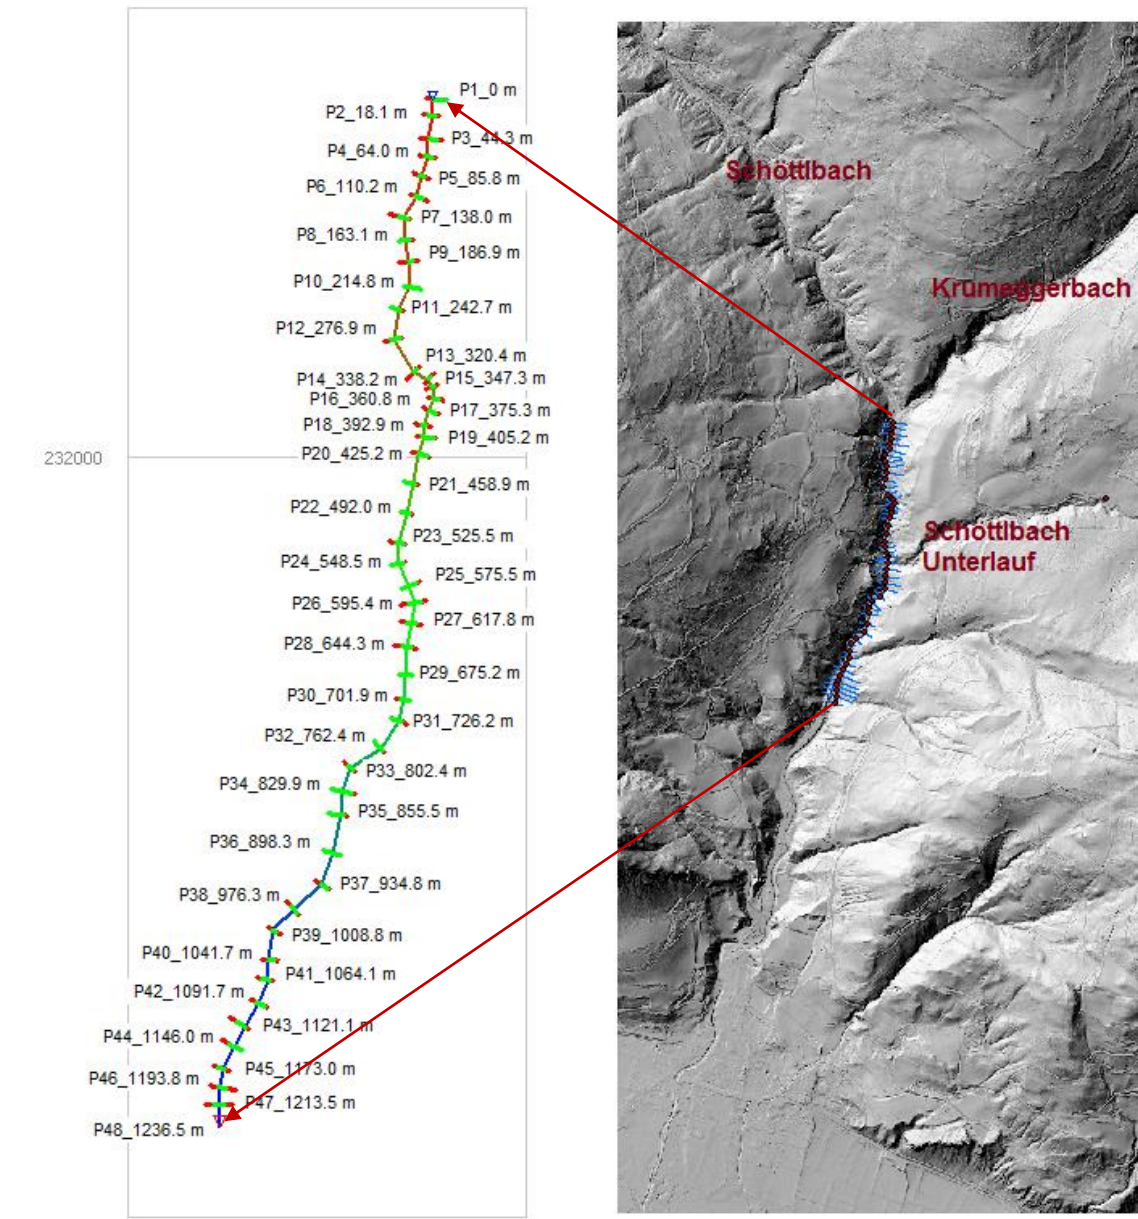 P1_0 m
P2_18.1 m
P3_44.3 m
P4_64.0 m
P5_85.8 m
P6_110.2 m
P7_138.0 m
P8_163.1 m
P9_186.9 m
P10_214.8 m
P11_242.7 m
P12_276.9 m
P13_320.4 m
P14_338.2 m
P15_347.3 m
P16_360.8 m
P17_375.3 m
P18_392.9 m
P19_405.2 m
P20_425.2 m
232000
P21_458.9 m
P22_492.0 m
P23_525.5 m
P24_548.5 m
P25_575.5 m
P26_595.4 m
P27_617.8 m
P28_644.3 m
P29_675.2 m
P30_701.9 m
P31_726.2 m
P32_762.4 m
P33_802.4 m
P34_829.9 m
P35_855.5 m
P36_898.3 m
P37_934.8 m
P38_976.3 m
P39_1008.8 m
P40_1041.7 m
P41_1064.1 m
P42_1091.7 m
P43_1121.1 m
P44_1146.0 m
P45_1173.0 m
P46_1193.8 m
P47_1213.5 m
P48_1236.5 m
Schöttlbach
Krumeggerbach
Schöttlbach
Unterlauf